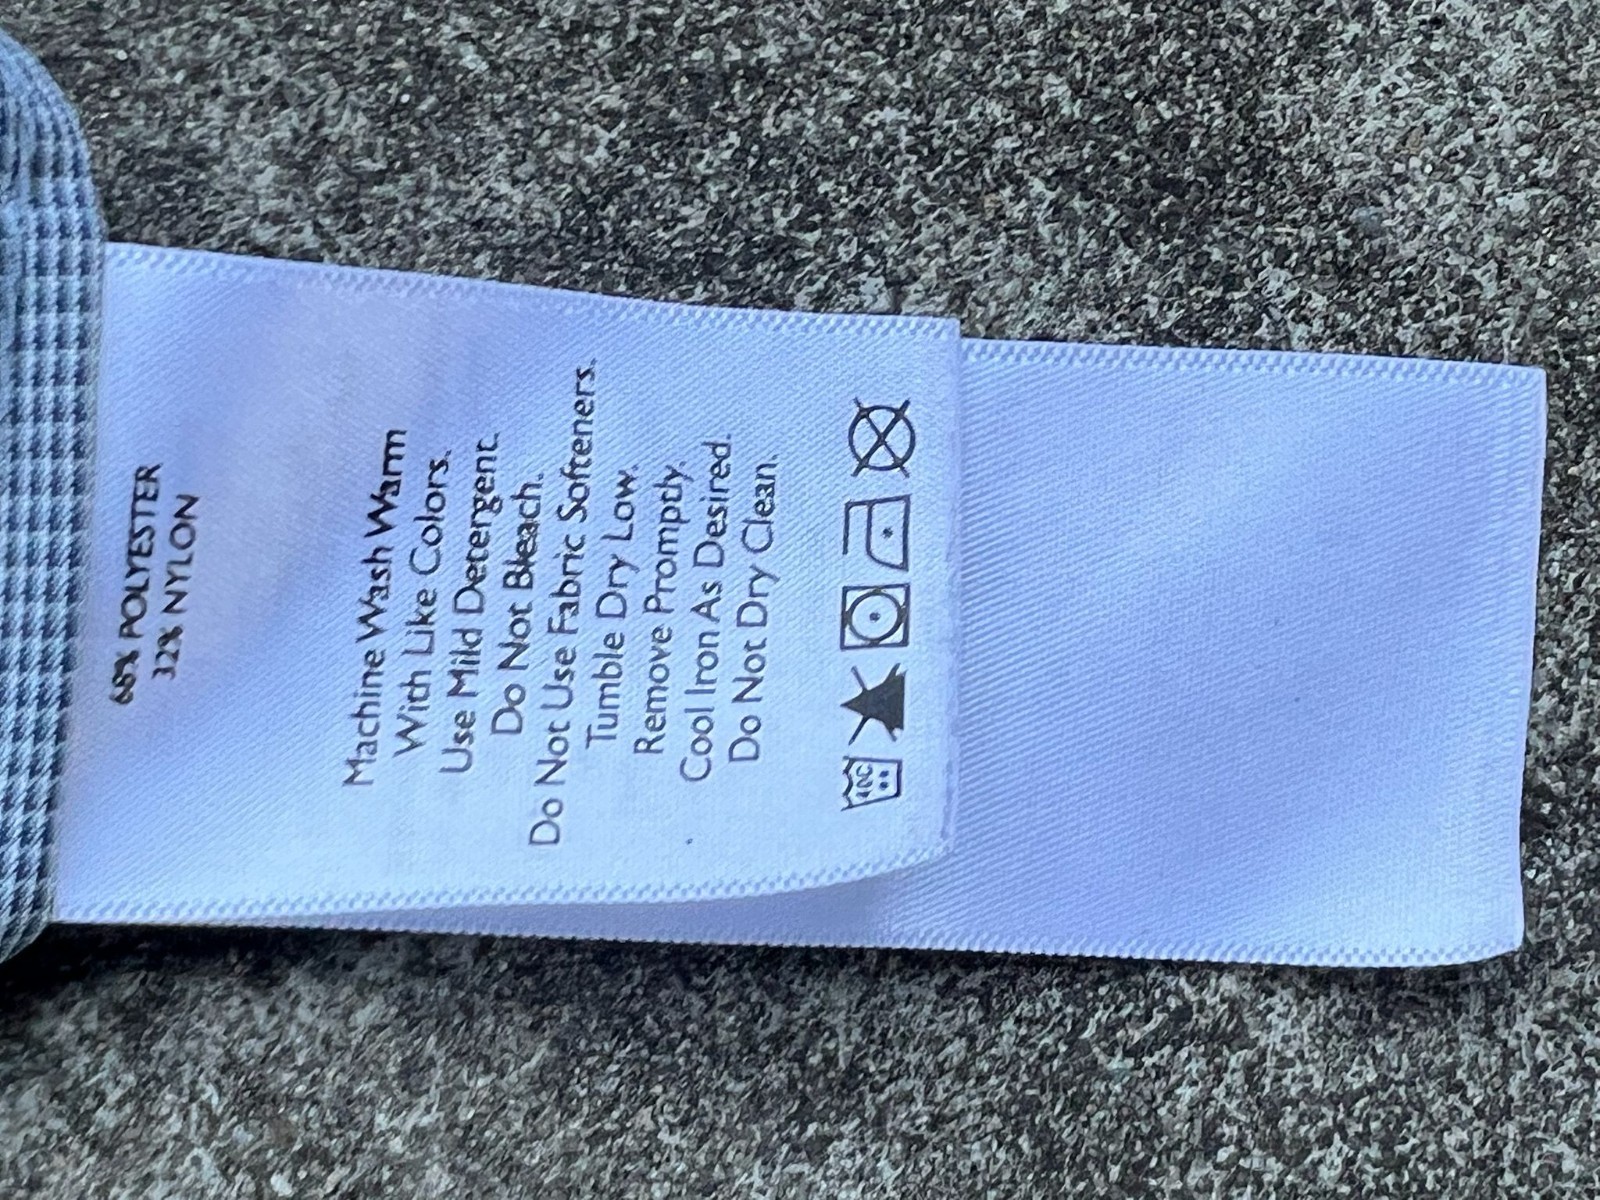 68% POLYESTER
32% NYLON
Machine Wash Warm
With Like Colors.
Use Mild Detergent.
Do Not Bleach.
Do Not Use Fabric Softeners.
Tumble Dry Low.
Remove Promptly.
Cool Iron As Desired.
Do Not Dry Clean.
40C